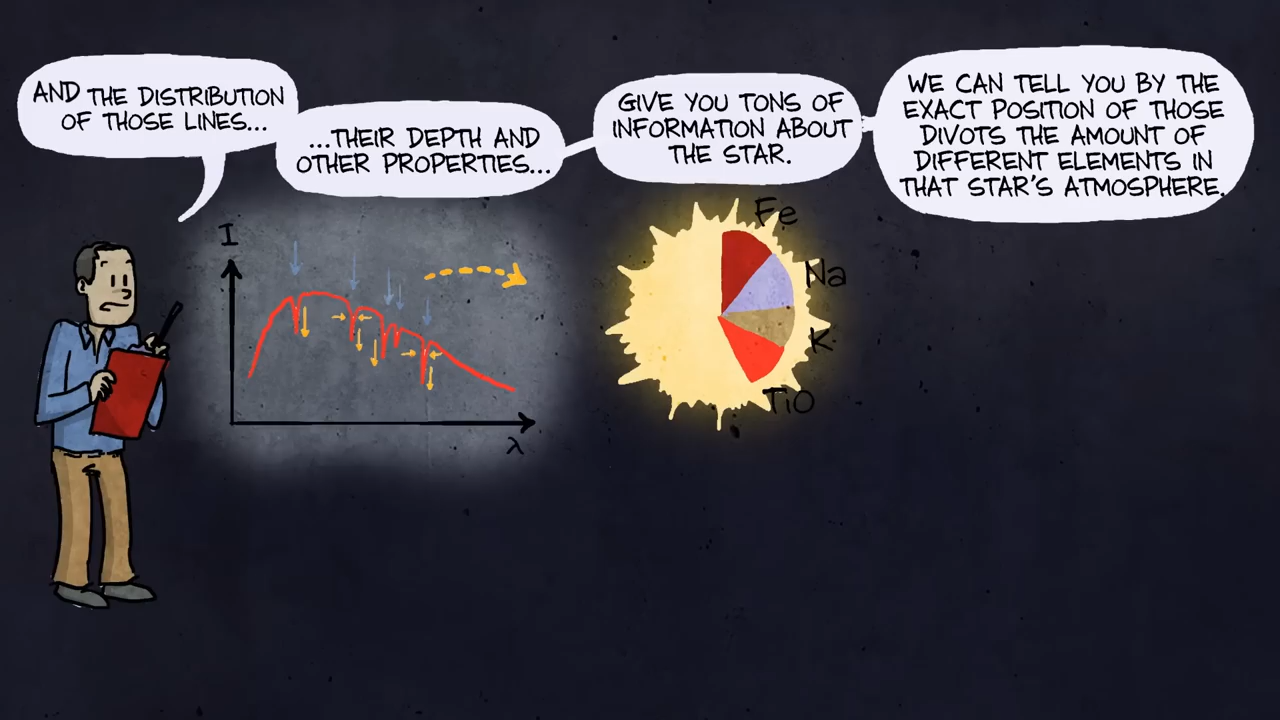 AND THE DISTRIBUTION
OF THOSE LINES...
...THEIR DEPTH AND
OTHER PROPERTIES...
GIVE YOU TONS OF
INFORMATION ABOUT
THE STAR.
WE CAN TELL YOU BY THE
EXACT POSITION OF THOSE
DIVOTS THE AMOUNT OF
DIFFERENT ELEMENTS IN
THAT STAR'S ATMOSPHERE.
I
λ
Fe
Na
K
TiO